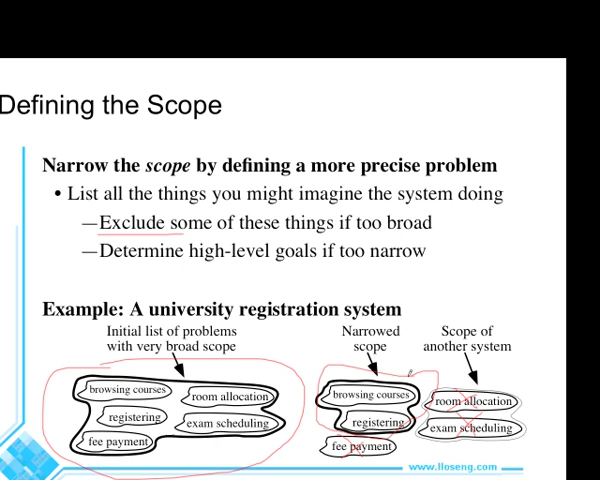 Defining the Scope
Narrow the scope by defining a more precise problem
• List all the things you might imagine the system doing
—Exclude some of these things if too broad
—Determine high-level goals if too narrow
Example: A university registration system
Initial list of problems
with very broad scope
browsing courses
room allocation
registering
exam scheduling
fee payment
Narrowed
scope
browsing courses
registering
fee payment
Scope of
another system
room allocation
exam scheduling
www.lloseng.com